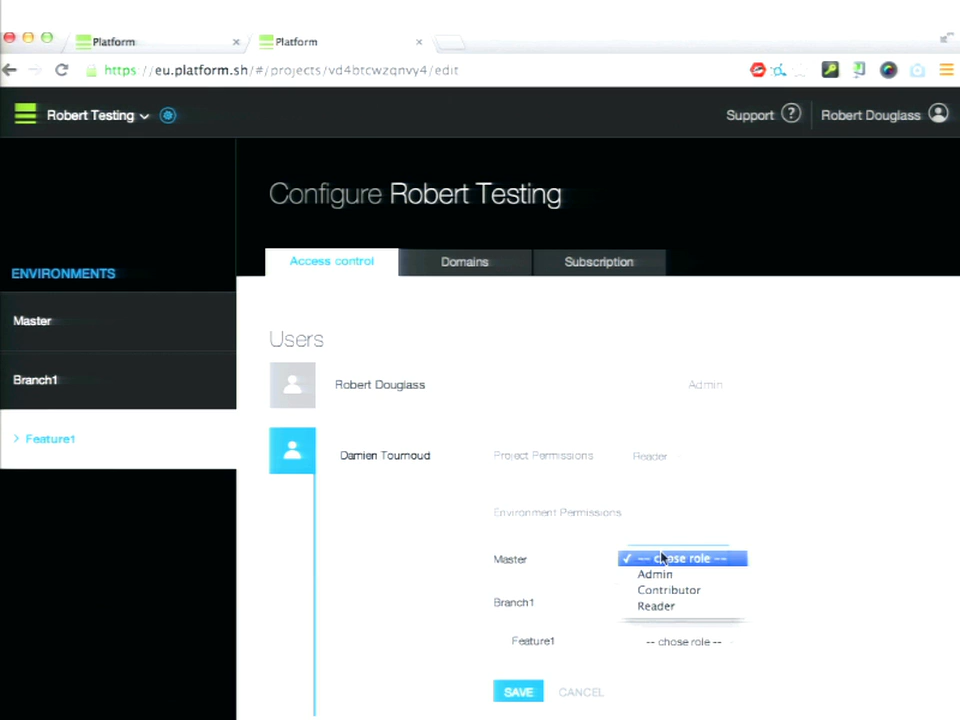 Platform
Platform
https://eu.platform.sh/#/projects/vd4btcwzqnvy4/edit
Robert Testing
Support ?
Robert Douglass
Configure Robert Testing
Access control
Domains
Subscription
ENVIRONMENTS
Master
Branch1
Feature1
Users
Robert Douglass
Admin
Damien Tournoud
Project Permissions
Reader
Environment Permissions
Master
-- chose role --
Admin
Contributor
Reader
Branch1
Feature1
-- chose role --
SAVE
CANCEL